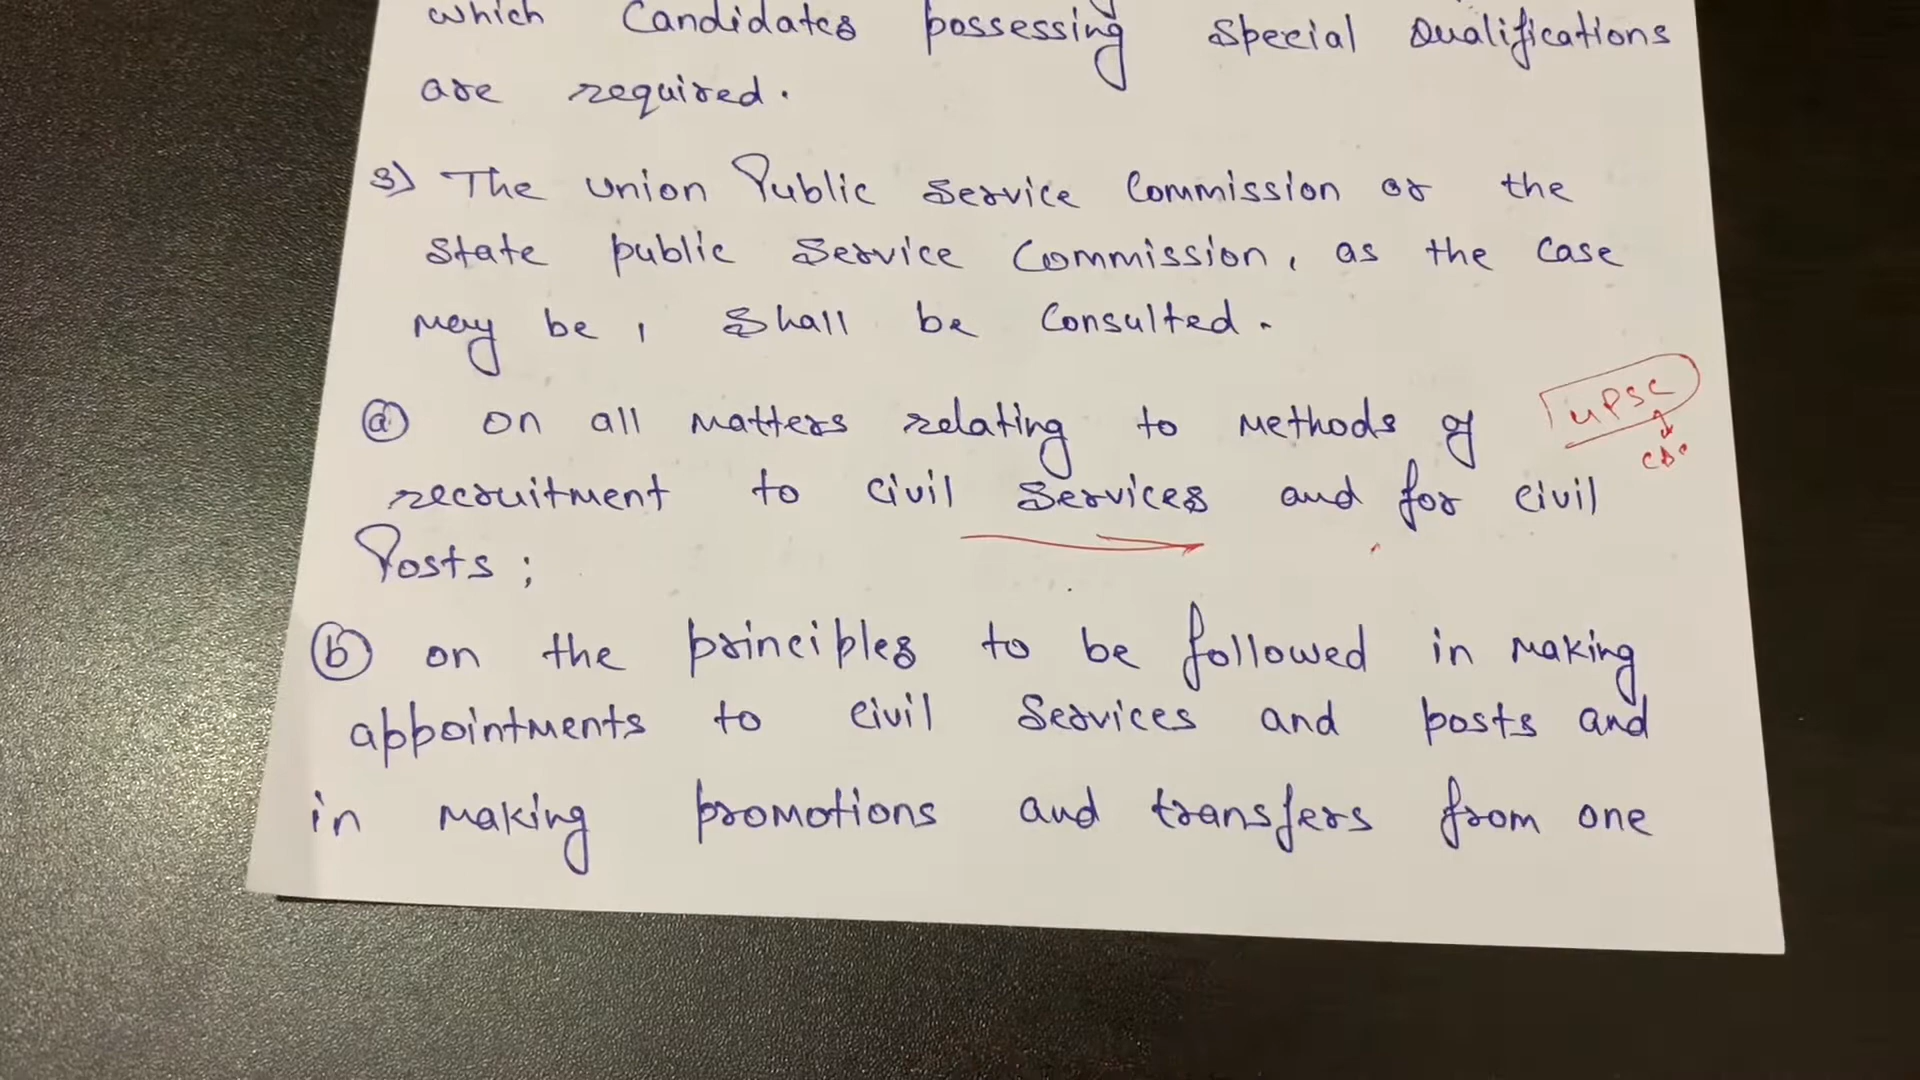 which Candidates possessing Special Qualifications
are required.
3) The Union Public Service Commission or the
State public Service Commission, as the Case
may be, Shall be Consulted.
(a) on all matters relating to Methods of
UPSC
recruitment to Civil Services and for Civil
Posts;
(b) on the principles to be followed in Making
appointments to Civil Services and posts and
in Making promotions and transfers from one